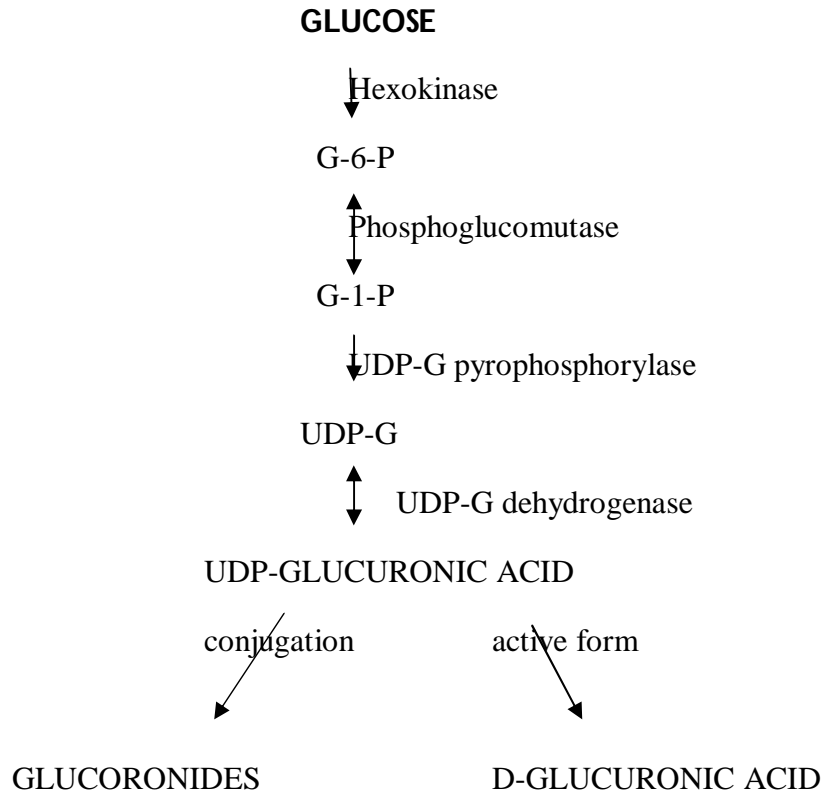 GLUCOSE
Hexokinase
G-6-P
Phosphoglucomutase
G-1-P
UDP-G pyrophosphorylase
UDP-G
UDP-G dehydrogenase
UDP-GLUCURONIC ACID
conjugation active form
GLUCORONIDES D-GLUCURONIC ACID